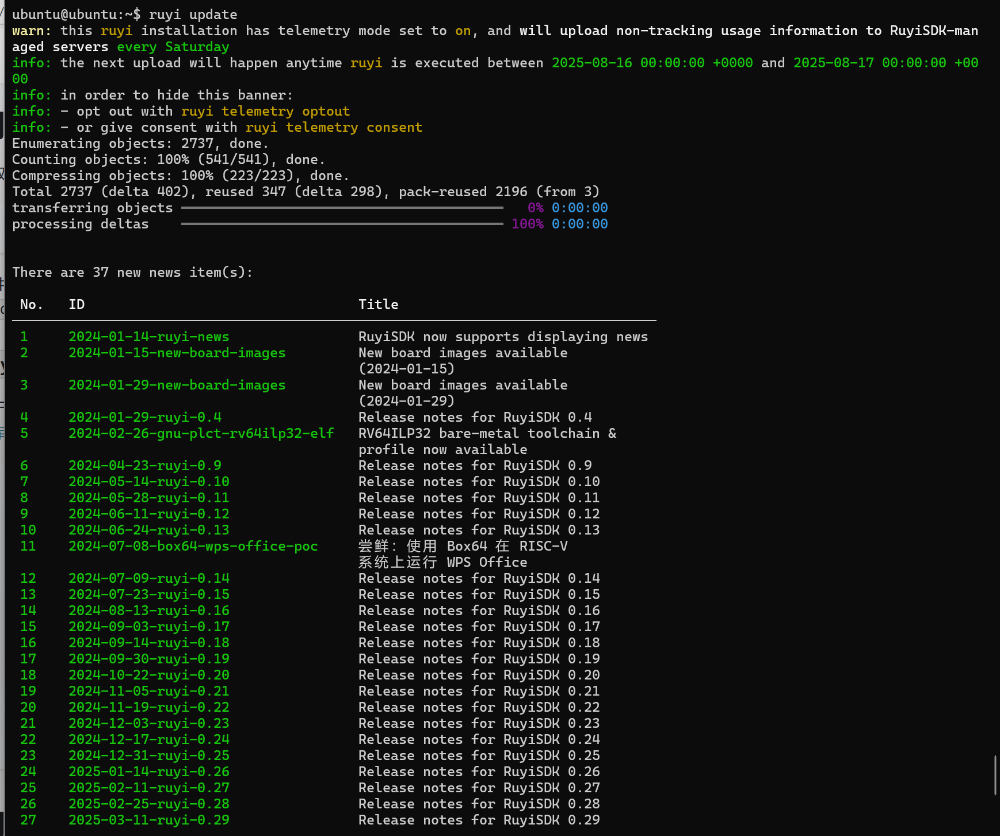 ubuntu@ubuntu:~$ ruyi update
warn: this ruyi installation has telemetry mode set to on, and will upload non-tracking usage information to RuyiSDK-man
aged servers every Saturday
info: the next upload will happen anytime ruyi is executed between 2025-08-16 00:00:00 +0000 and 2025-08-17 00:00:00 +00
00
info: in order to hide this banner:
info: - opt out with ruyi telemetry optout
info: - or give consent with ruyi telemetry consent
Enumerating objects: 2737, done.
Counting objects: 100% (541/541), done.
Compressing objects: 100% (223/223), done.
Total 2737 (delta 402), reused 347 (delta 298), pack-reused 2196 (from 3)
transferring objects 0% 0:00:00
processing deltas 100% 0:00:00
There are 37 new news item(s):
No. ID Title
1 2024-01-14-ruyi-news RuyiSDK now supports displaying news
2 2024-01-15-new-board-images New board images available
(2024-01-15)
3 2024-01-29-new-board-images New board images available
(2024-01-29)
4 2024-01-29-ruyi-0.4 Release notes for RuyiSDK 0.4
5 2024-02-26-gnu-plct-rv64ilp32-elf RV64ILP32 bare-metal toolchain &
profile now available
6 2024-04-23-ruyi-0.9 Release notes for RuyiSDK 0.9
7 2024-05-14-ruyi-0.10 Release notes for RuyiSDK 0.10
8 2024-05-28-ruyi-0.11 Release notes for RuyiSDK 0.11
9 2024-06-11-ruyi-0.12 Release notes for RuyiSDK 0.12
10 2024-06-24-ruyi-0.13 Release notes for RuyiSDK 0.13
11 2024-07-08-box64-wps-office-poc 尝鲜：使用 Box64 在 RISC-V
系统上运行 WPS Office
12 2024-07-09-ruyi-0.14 Release notes for RuyiSDK 0.14
13 2024-07-23-ruyi-0.15 Release notes for RuyiSDK 0.15
14 2024-08-13-ruyi-0.16 Release notes for RuyiSDK 0.16
15 2024-09-03-ruyi-0.17 Release notes for RuyiSDK 0.17
16 2024-09-14-ruyi-0.18 Release notes for RuyiSDK 0.18
17 2024-09-30-ruyi-0.19 Release notes for RuyiSDK 0.19
18 2024-10-22-ruyi-0.20 Release notes for RuyiSDK 0.20
19 2024-11-05-ruyi-0.21 Release notes for RuyiSDK 0.21
20 2024-11-19-ruyi-0.22 Release notes for RuyiSDK 0.22
21 2024-12-03-ruyi-0.23 Release notes for RuyiSDK 0.23
22 2024-12-17-ruyi-0.24 Release notes for RuyiSDK 0.24
23 2024-12-31-ruyi-0.25 Release notes for RuyiSDK 0.25
24 2025-01-14-ruyi-0.26 Release notes for RuyiSDK 0.26
25 2025-02-11-ruyi-0.27 Release notes for RuyiSDK 0.27
26 2025-02-25-ruyi-0.28 Release notes for RuyiSDK 0.28
27 2025-03-11-ruyi-0.29 Release notes for RuyiSDK 0.29